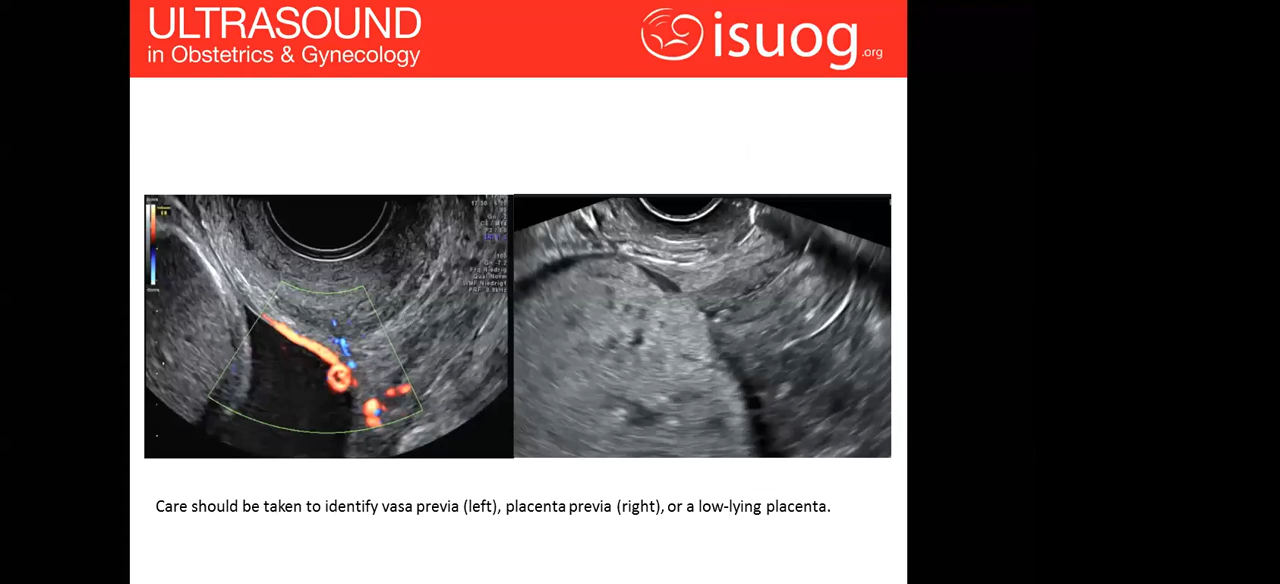 ULTRASOUND
in Obstetrics & Gynecology
isuog.org
Care should be taken to identify vasa previa (left), placenta previa (right), or a low-lying placenta.